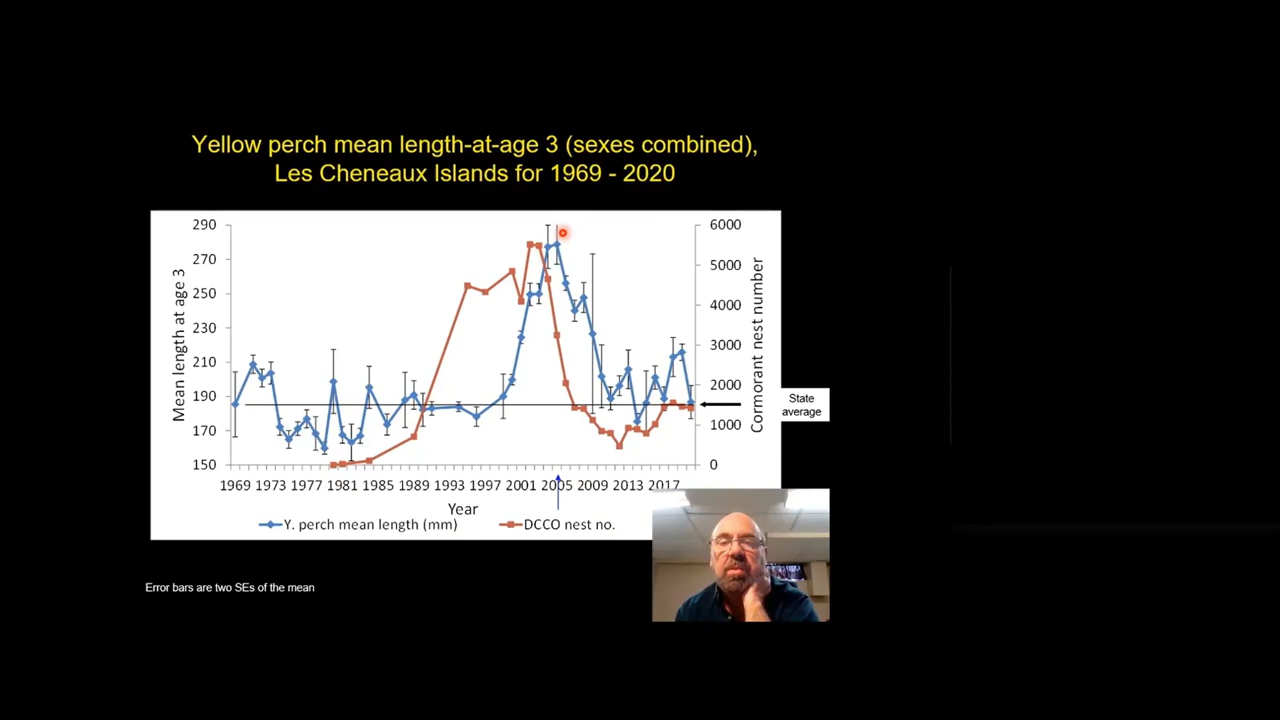 Yellow perch mean length-at-age 3 (sexes combined),
Les Cheneaux Islands for 1969 - 2020
290
270
250
230
210
190
170
150
Mean length at age 3
6000
5000
4000
3000
2000
1000
0
Cormorant nest number
State
average
1969 1973 1977 1981 1985 1989 1993 1997 2001 2005 2009 2013 2017
Year
Y. perch mean length (mm)
DCCO nest no.
Error bars are two SEs of the mean